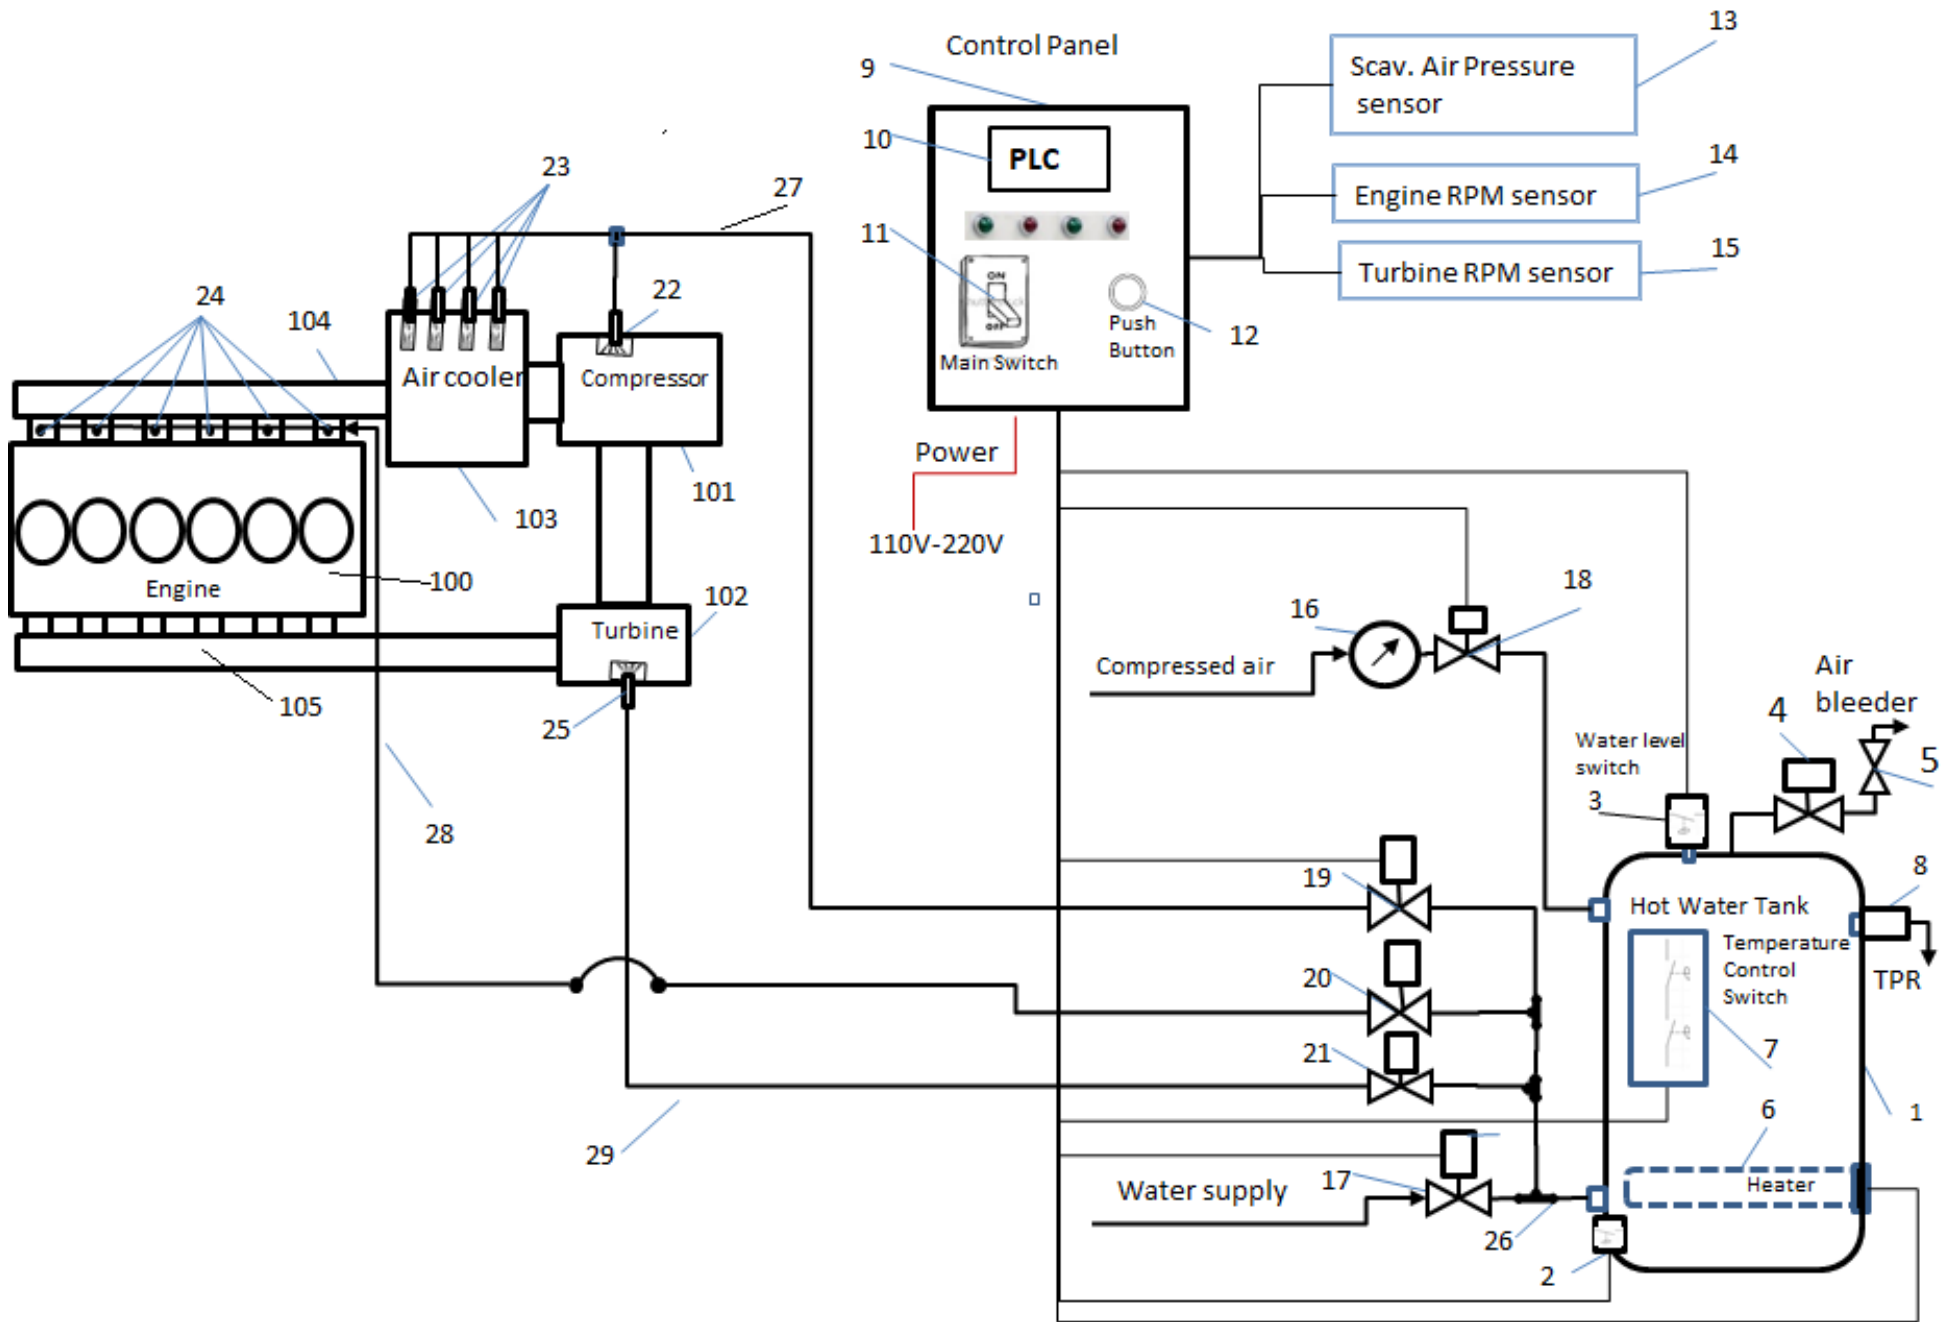 Control Panel
9
13
Scav. Air Pressure
sensor
10
PLC
14
Engine RPM sensor
23
27
11
ON
OFF
15
Turbine RPM sensor
24
104
22
Push
Button
12
Main Switch
Air cooler
Compressor
Power
101
103
110V-220V
100
Engine
102
Turbine
16
18
Compressed air
Air
bleeder
105
25
4
5
Water level
switch
3
28
19
8
Hot Water Tank
Temperature
Control
Switch
TPR
20
21
7
6
1
29
Water supply
17
Heater
26
2